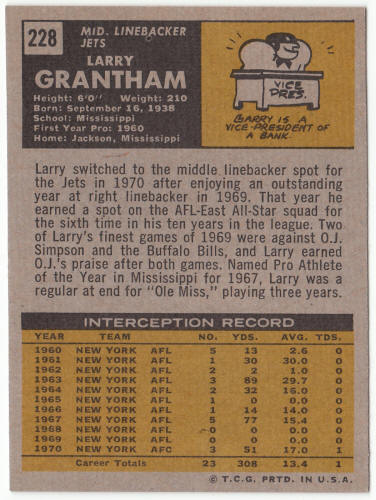 228
MID. LINEBACKER
JETS
LARRY
GRANTHAM
Height: 6'0" Weight: 210
Born: September 16, 1938
School: Mississippi
First Year Pro: 1960
Home: Jackson, Mississippi
VICE
PRES.
LARRY IS A
VICE-PRESIDENT OF
A BANK.
Larry switched to the middle linebacker spot for
the Jets in 1970 after enjoying an outstanding
year at right linebacker in 1969. That year he
earned a spot on the AFL-East All-Star squad for
the sixth time in his ten years in the league. Two
of Larry's finest games of 1969 were against O.J.
Simpson and the Buffalo Bills, and Larry earned
O.J.'s praise after both games. Named Pro Athlete
of the Year in Mississippi for 1967, Larry was a
regular at end for "Ole Miss," playing three years.
INTERCEPTION RECORD
YEAR TEAM NO. YDS. AVG. TDS.
1960 NEW YORK AFL 5 13 2.6 0
1961 NEW YORK AFL 1 30 30.0 0
1962 NEW YORK AFL 2 2 1.0 0
1963 NEW YORK AFL 3 89 29.7 0
1964 NEW YORK AFL 2 32 16.0 0
1965 NEW YORK AFL 1 0 0.0 0
1966 NEW YORK AFL 1 14 14.0 0
1967 NEW YORK AFL 5 77 15.4 0
1968 NEW YORK AFL 0 0 0.0 0
1969 NEW YORK AFL 0 0 0.0 0
1970 NEW YORK AFC 3 51 17.0 1
Career Totals 23 308 13.4 1
© T.C.G. PRTD. IN U.S.A.